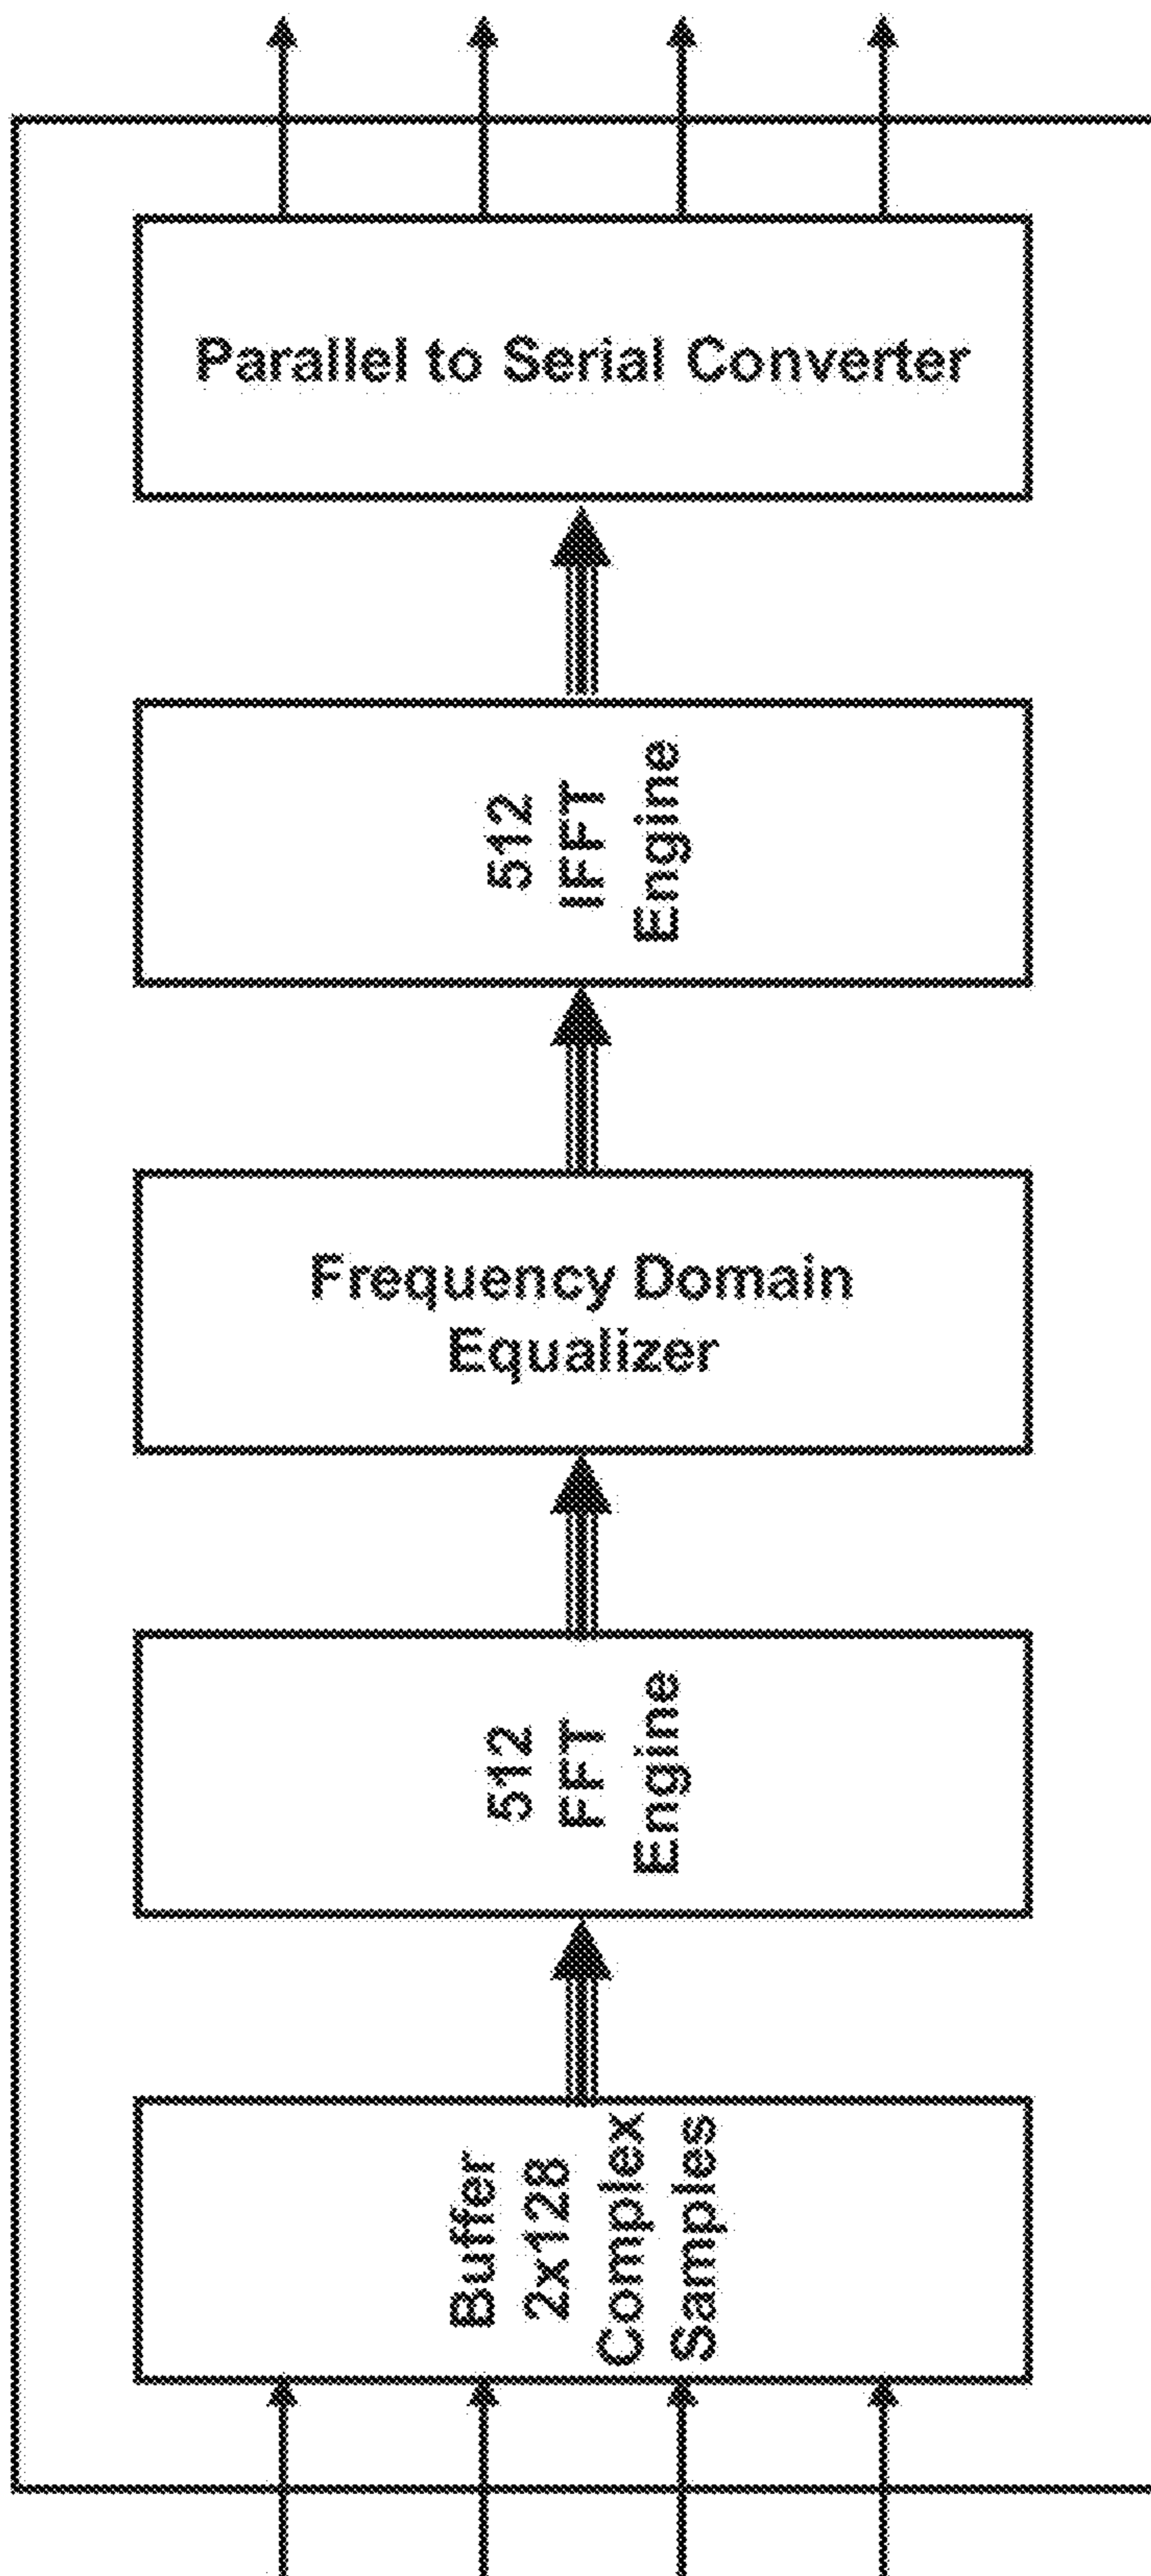 Parallel to Serial Converter
512
IFFT
Engine
Frequency Domain
Equalizer
512
FFT
Engine
Buffer
2x128
Complex
Samples